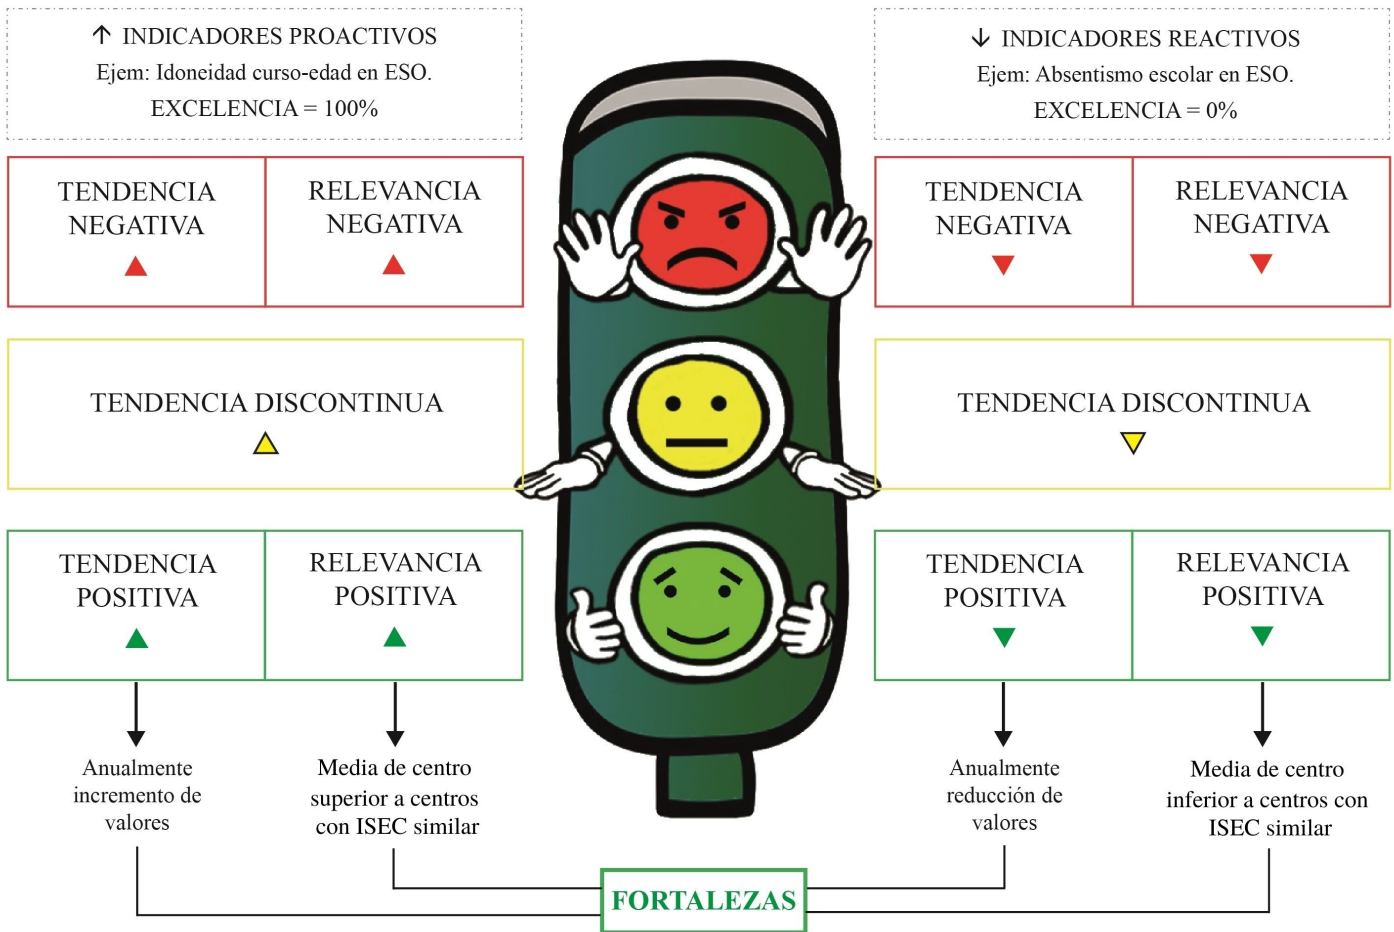 ↑ INDICADORES PROACTIVOS
Ejem: Idoneidad curso-edad en ESO.
EXCELENCIA = 100%
↓ INDICADORES REACTIVOS
Ejem: Absentismo escolar en ESO.
EXCELENCIA = 0%
TENDENCIA
NEGATIVA
RELEVANCIA
NEGATIVA
TENDENCIA
NEGATIVA
RELEVANCIA
NEGATIVA
TENDENCIA DISCONTINUA
TENDENCIA DISCONTINUA
TENDENCIA
POSITIVA
RELEVANCIA
POSITIVA
TENDENCIA
POSITIVA
RELEVANCIA
POSITIVA
Anualmente
incremento de
valores
Media de centro
superior a centros
con ISEC similar
Anualmente
reducción de
valores
Media de centro
inferior a centros con
ISEC similar
FORTALEZAS